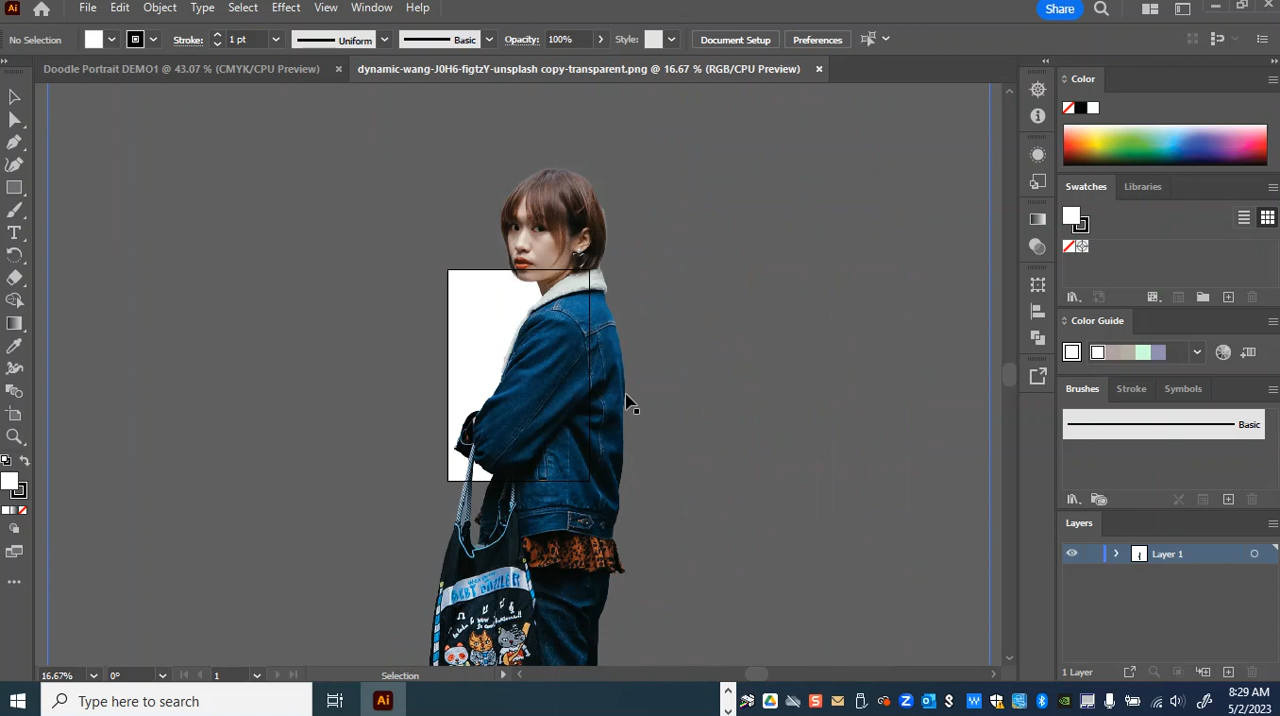 Ai File Edit Object Type Select Effect View Window Help Share
No Selection Stroke: 1 pt Uniform Basic Opacity: 100% Style: Document Setup Preferences
Doodle Portrait DEMO1 @ 43.07 % (CMYK/CPU Preview) × dynamic-wang-J0H6-figtzY-unsplash copy-transparent.png @ 16.67 % (RGB/CPU Preview) ×
Color
Swatches Libraries
Color Guide
Brushes Stroke Symbols
Basic
Layers
Layer 1
1 Layer
16.67% 0° 1 Selection
Type here to search
Ai
8:29 AM
5/2/2023